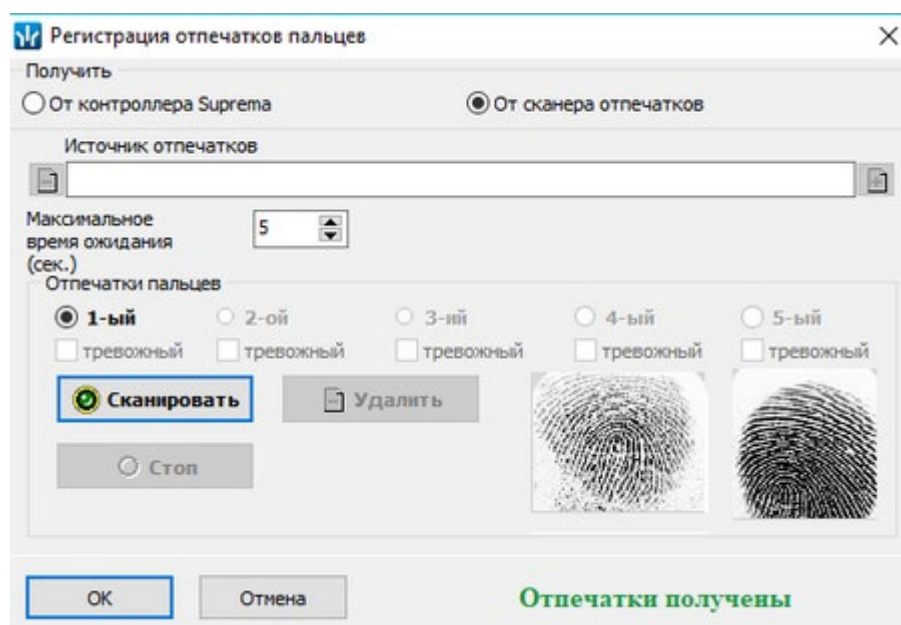 Регистрация отпечатков пальцев
Получить
От контроллера Suprema От сканера отпечатков
Источник отпечатков
Максимальное
время ожидания
(сек.)
5
Отпечатки пальцев
1-ый 2-ой 3-ий 4-ый 5-ый
тревожный тревожный тревожный тревожный тревожный
Сканировать Удалить
Стоп
OK Отмена Отпечатки получены